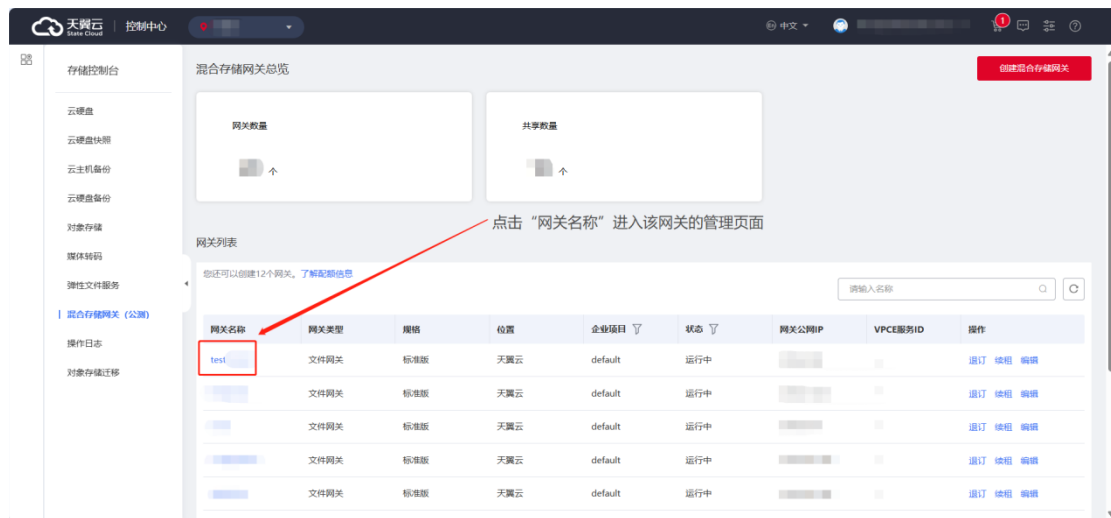 天翼云 State Cloud 控制中心 中文 1
存储控制台
云硬盘
云硬盘快照
云主机备份
云硬盘备份
对象存储
媒体转码
弹性文件服务
混合存储网关（公测）
操作日志
对象存储迁移
混合存储网关总览 创建混合存储网关
网关数量 共享数量
个 个
点击“网关名称”进入该网关的管理页面
网关列表
您还可以创建12个网关。了解配额信息 请输入名称
网关名称 网关类型 规格 位置 企业项目 状态 网关公网IP VPCE服务ID 操作
test 文件网关 标准版 天翼云 default 运行中 退订 续租 编辑
文件网关 标准版 天翼云 default 运行中 退订 续租 编辑
文件网关 标准版 天翼云 default 运行中 退订 续租 编辑
文件网关 标准版 天翼云 default 运行中 退订 续租 编辑
文件网关 标准版 天翼云 default 运行中 退订 续租 编辑